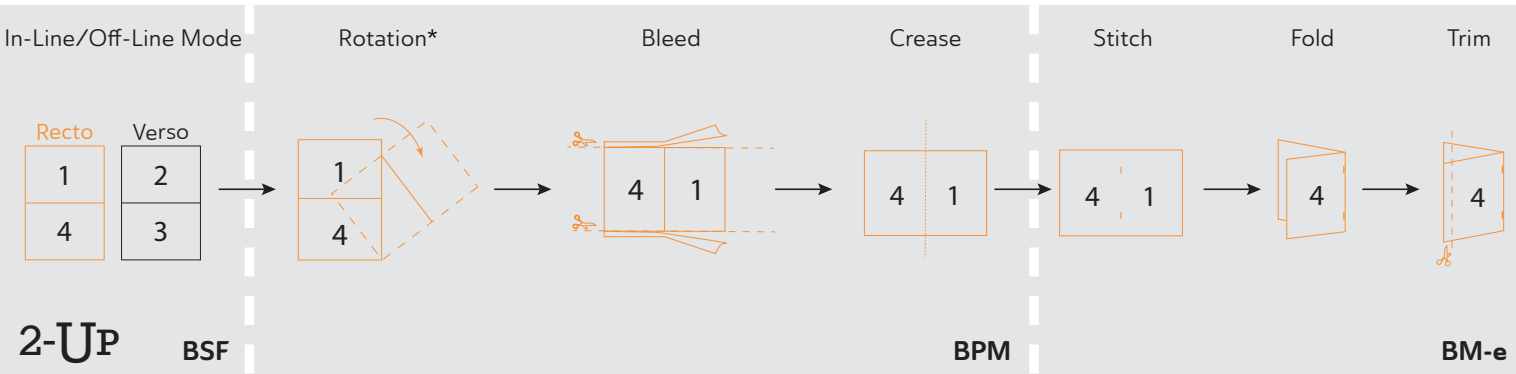 In-Line/Off-Line Mode
Rotation*
Bleed
Crease
Stitch
Fold
Trim
Recto
Verso
1
2
4
3
1
4
4 1
4 1
4 1
4
4
2-UP
BSF
BPM
BM-e